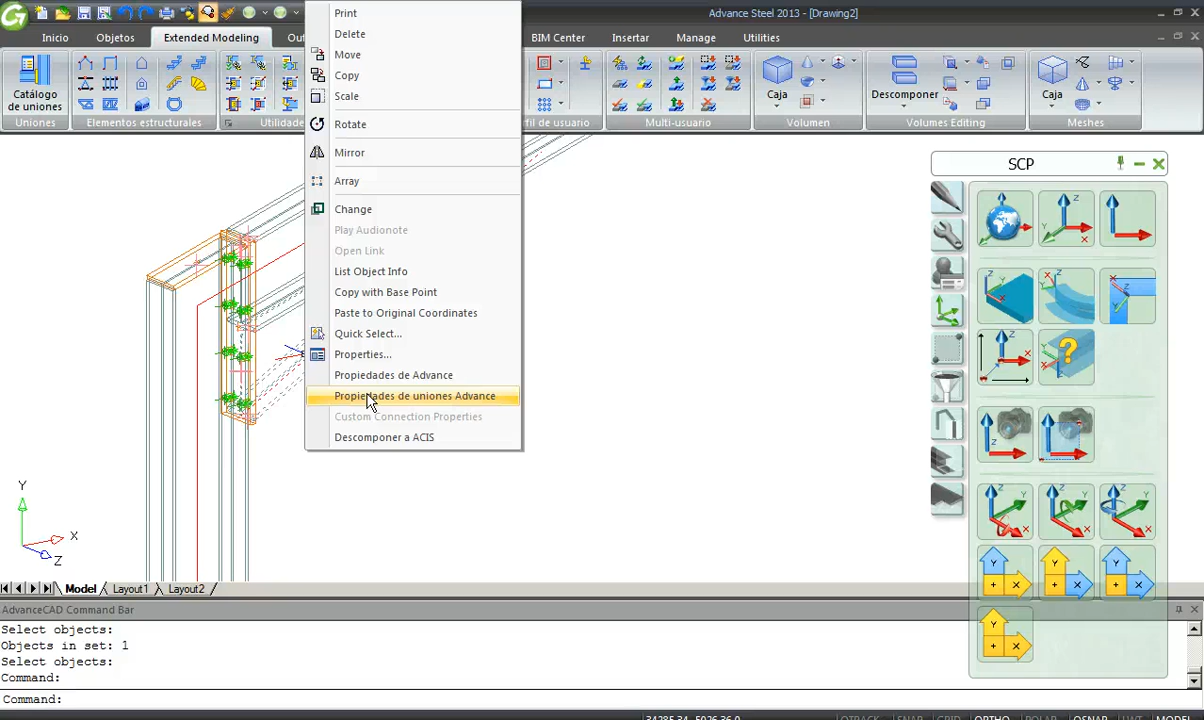 Advance Steel 2013 - [Drawing2]
Inicio
Objetos
Extended Modeling
BIM Center
Insertar
Manage
Utilities
Catálogo
de uniones
Caja
Descomponer
Caja
Uniones
Elementos estructurales
Multi-usuario
Volumen
Volumes Editing
Meshes
Print
Delete
Move
Copy
Scale
Rotate
Mirror
Array
Change
Play Audionote
Open Link
List Object Info
Copy with Base Point
Paste to Original Coordinates
Quick Select...
Properties...
Propiedades de Advance
Propiedades de uniones Advance
Custom Connection Properties
Descomponer a ACIS
SCP
Y
X
Z
Model
Layout1
Layout2
AdvanceCAD Command Bar
Select objects:
Objects in set: 1
Select objects:
Command:
Command: